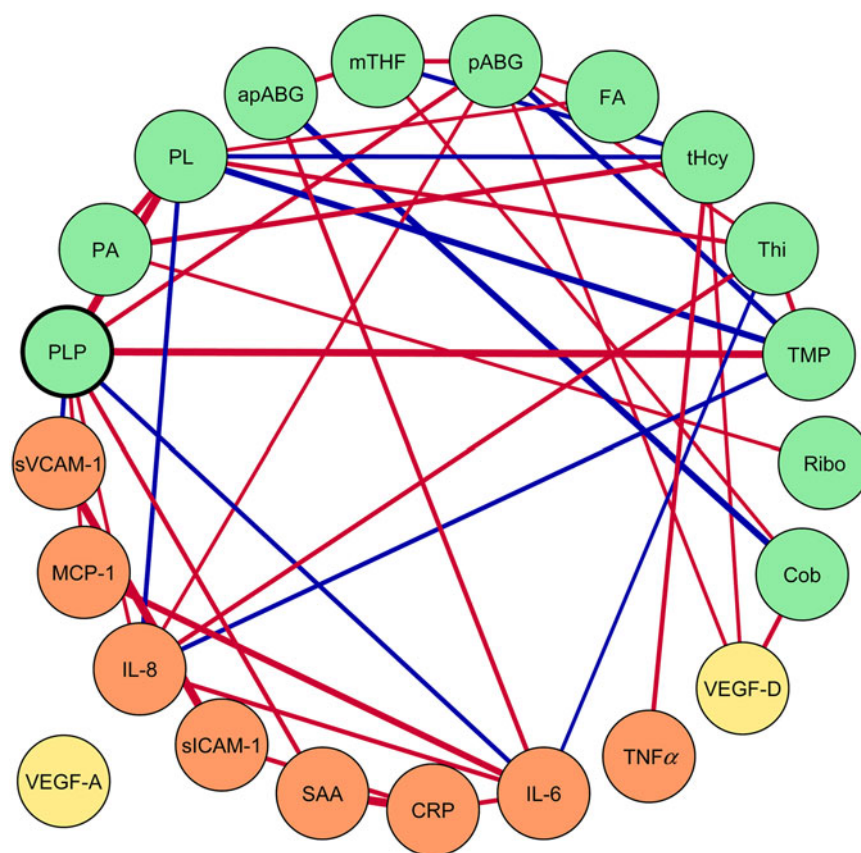 mTHF
pABG
apABG
FA
PL
tHcy
PA
Thi
PLP
TMP
sVCAM-1
Ribo
MCP-1
Cob
IL-8
VEGF-D
sICAM-1
TNFα
VEGF-A
SAA
CRP
IL-6